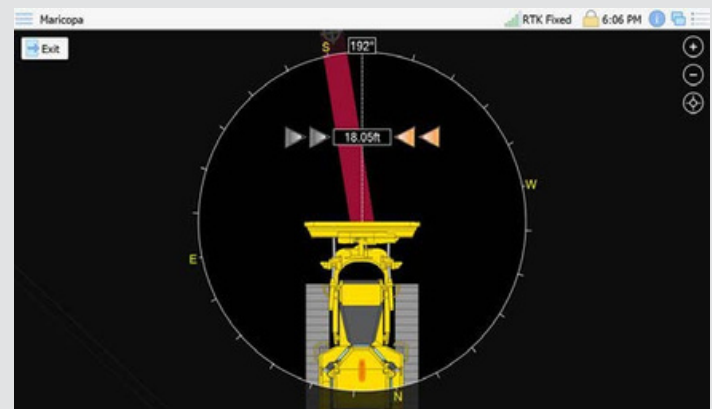 Maricopa
RTK Fixed 6:06 PM
Exit
S 192°
18.05ft
W
E
N